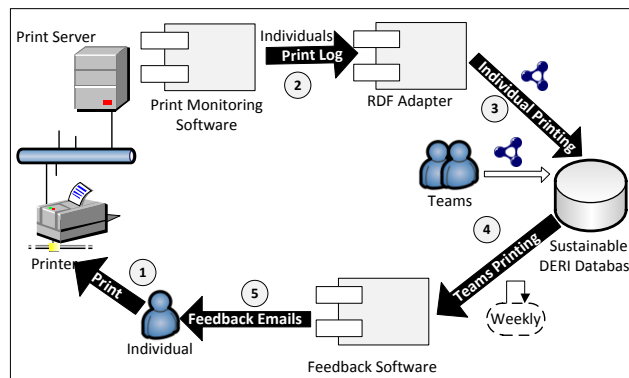 Print Server
Individuals
Print Log
2
Print Monitoring
Software
RDF Adapter
Individual Printing
3
Teams
4
Sustainable
DERI Databas
Teams Printing
Weekly
Printer
1
Print
Individual
5
Feedback Emails
Feedback Software